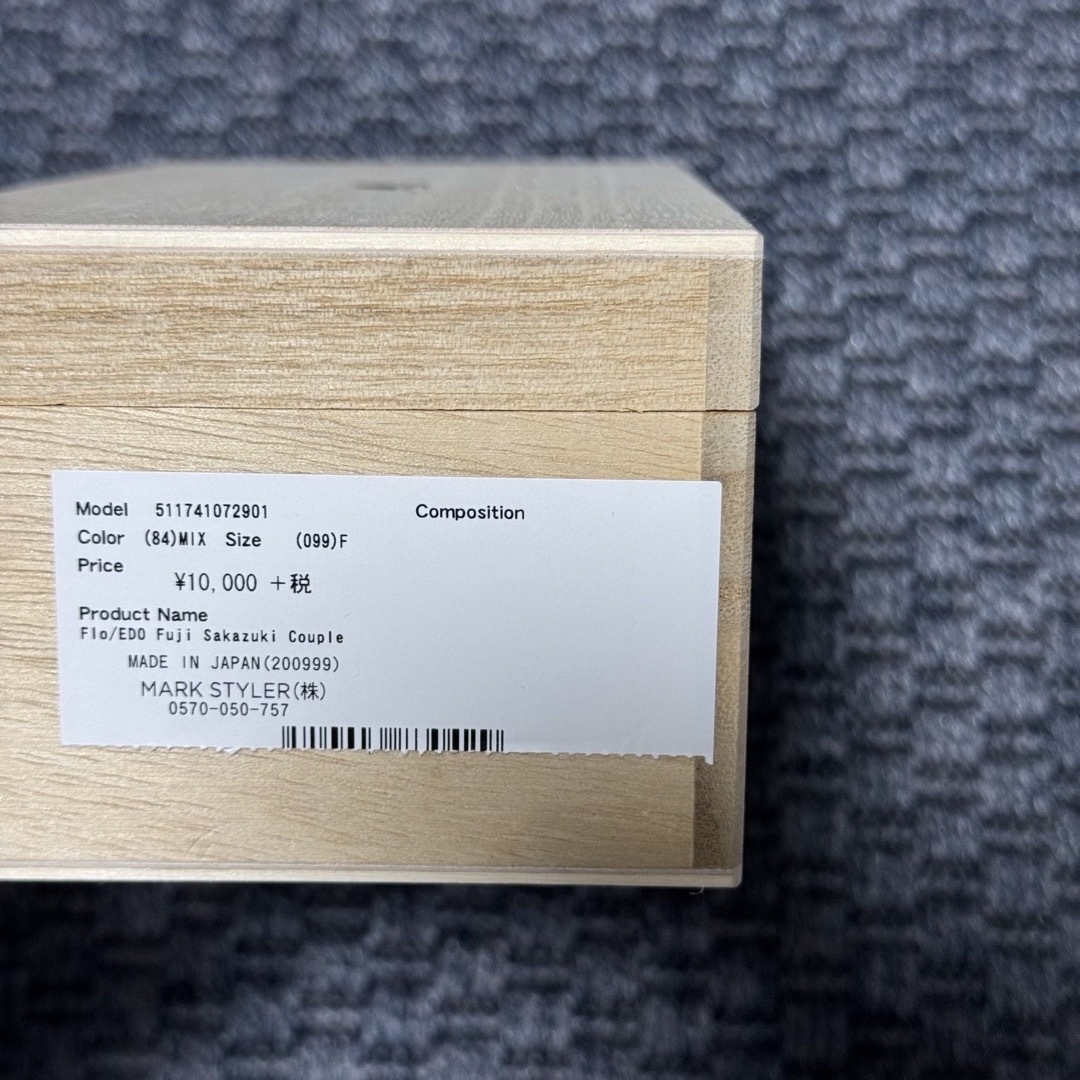 Model 511741072901 Composition
Color (84)MIX Size (099)F
Price
¥10,000 +税
Product Name
Flo/EDO Fuji Sakazuki Couple
MADE IN JAPAN(200999)
MARK STYLER(株)
0570-050-757